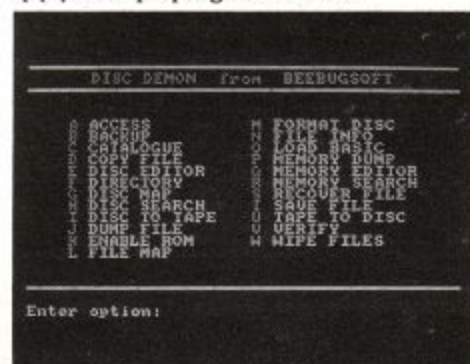 DISC DEMON from BEEBUGSOFT
A ACCESS
B BACKUP
C CATALOGUE
D COPY FILE
E DISC EDITOR
F DIRECTORY
G DISC MAP
H DISC SEARCH
I DISC TO TAPE
J DUMP FILE
K ENABLE ROM
L FILE MAP
M FORMAT DISC
N FILE INFO
O LOAD BASIC
P MEMORY DUMP
Q MEMORY EDITOR
R MEMORY SEARCH
S RECOVER FILE
T SAVE FILE
U TAPE TO DISC
V VERIFY
W WIPE FILES
Enter option: